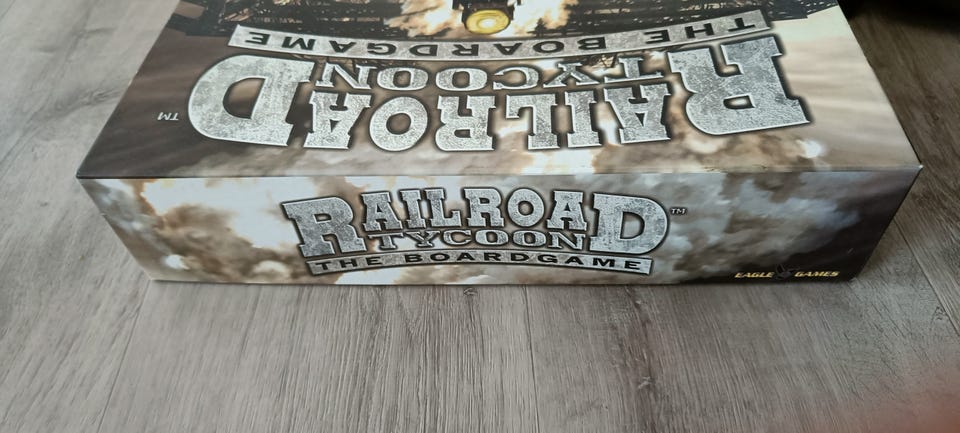 RAILROAD
TYCOON
THE BOARDGAME
TM
RAILROAD
TYCOON
THE BOARDGAME
TM
EAGLE GAMES